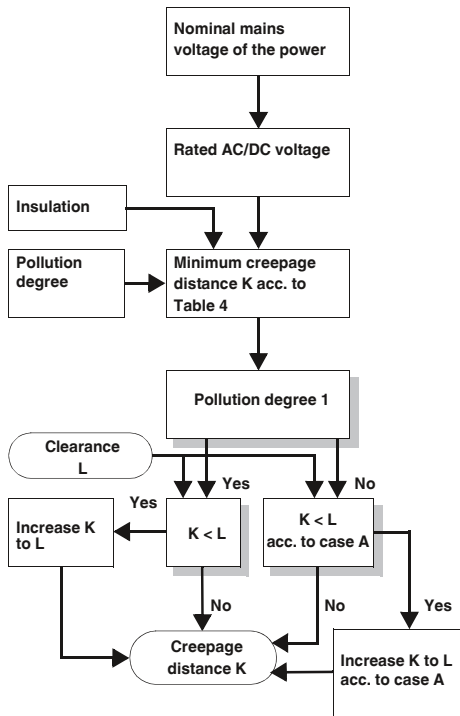 Nominal mains
voltage of the power
Rated AC/DC voltage
Insulation
Pollution
degree
Minimum creepage
distance K acc. to
Table 4
Pollution degree 1
Clearance
L
Yes
No
Yes
Increase K
to L
K < L
K < L
acc. to case A
No
No
Yes
Creepage
distance K
Increase K to L
acc. to case A